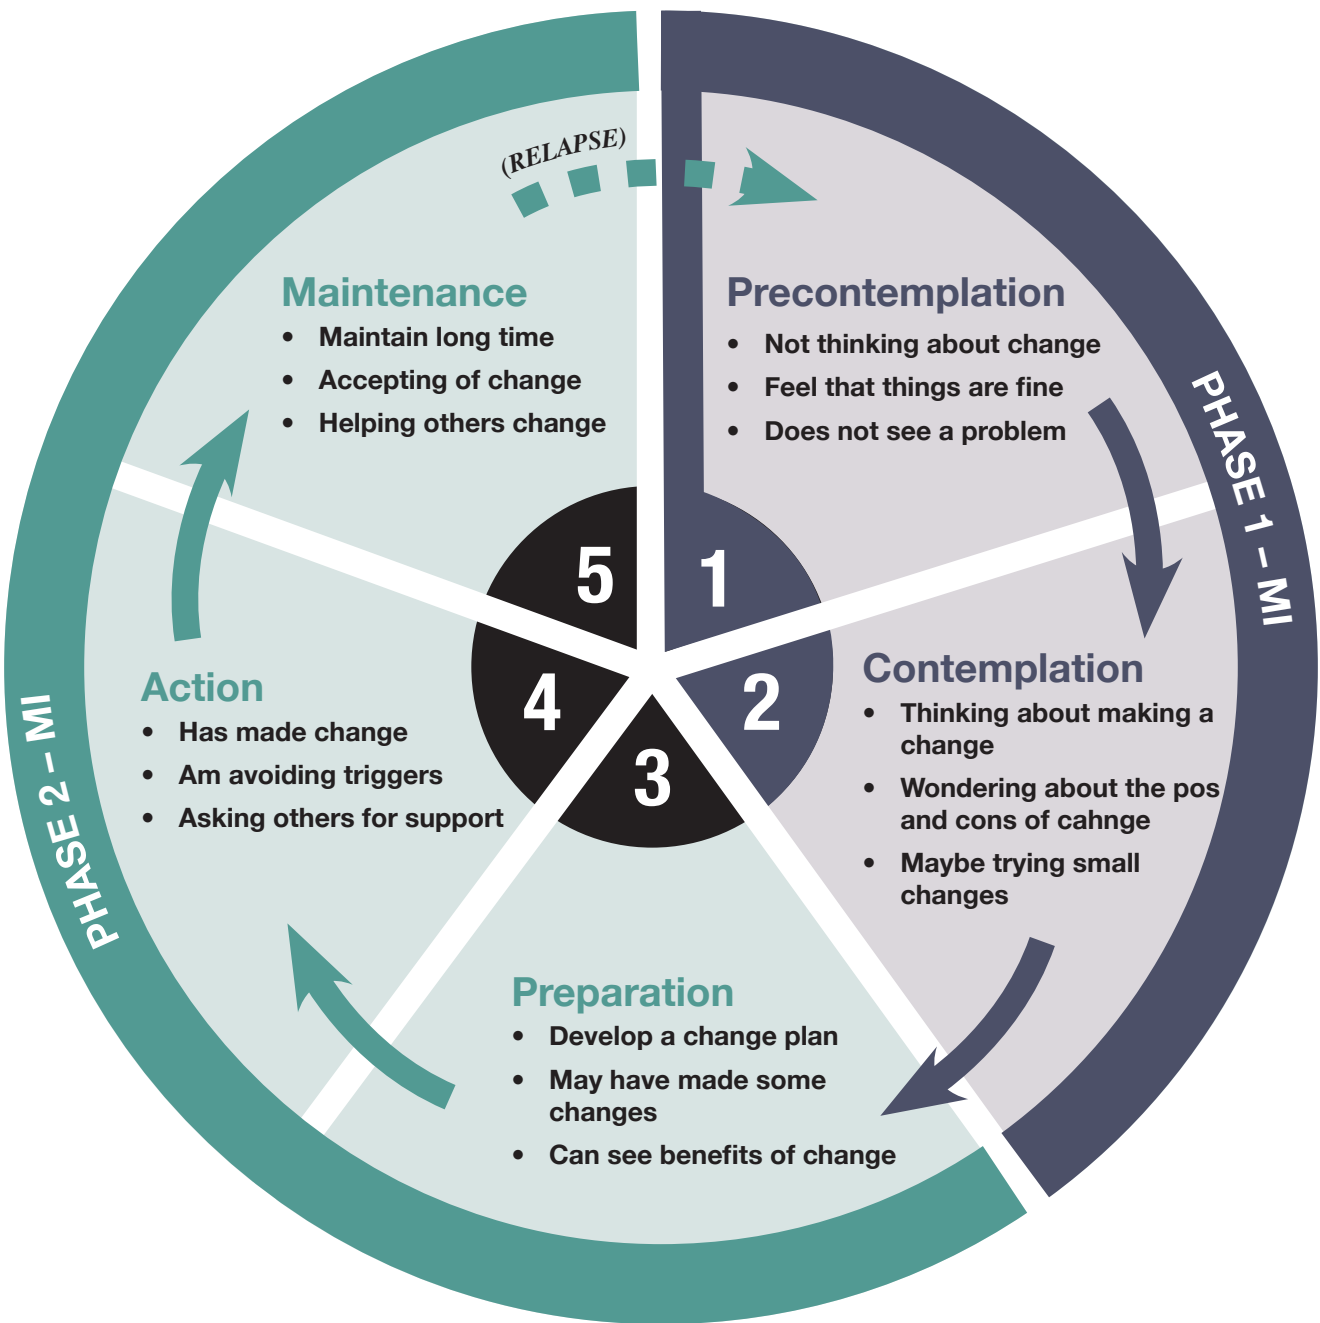 (RELAPSE)
Precontemplation
• Not thinking about change
• Feel that things are fine
• Does not see a problem
PHASE 1 – MI
1
Contemplation
• Thinking about making a
change
• Wondering about the pos
and cons of cahnge
• Maybe trying small
changes
2
Preparation
• Develop a change plan
• May have made some
changes
• Can see benefits of change
3
Action
• Has made change
• Am avoiding triggers
• Asking others for support
4
PHASE 2 – MI
Maintenance
• Maintain long time
• Accepting of change
• Helping others change
5